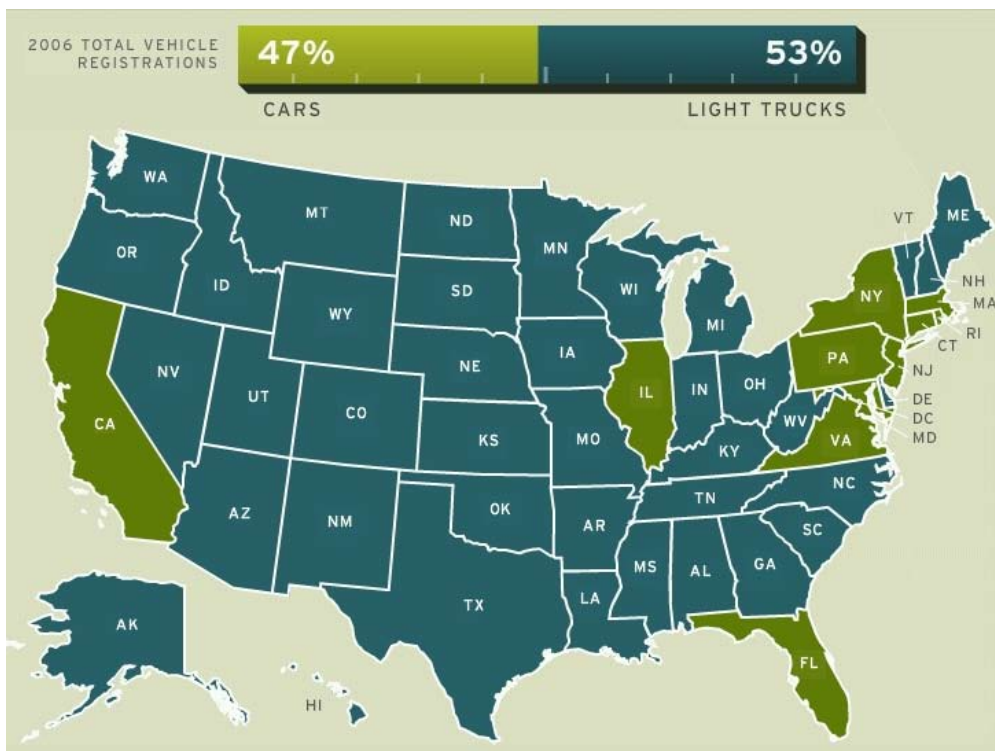 2006 TOTAL VEHICLE
REGISTRATIONS
47%
53%
CARS
LIGHT TRUCKS
WA
MT
ND
MN
VT
ME
OR
ID
SD
WI
MI
NY
NH
MA
WY
RI
CT
NE
IA
PA
NJ
NV
UT
CO
IL
IN
OH
DE
DC
MD
CA
KS
MO
WV
VA
KY
AZ
NM
OK
AR
TN
NC
SC
MS
AL
GA
LA
TX
AK
FL
HI